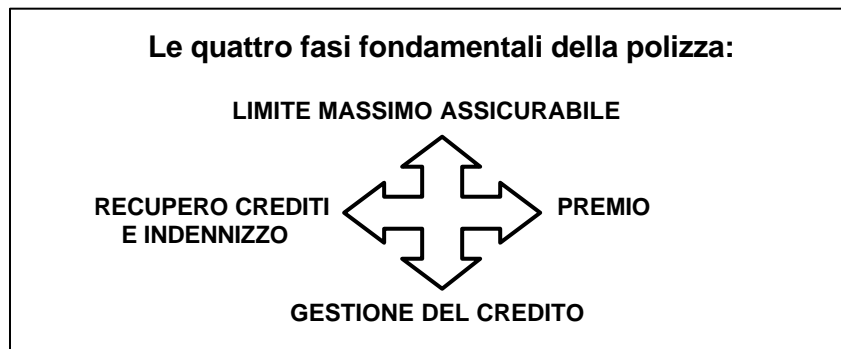 Le quattro fasi fondamentali della polizza:
LIMITE MASSIMO ASSICURABILE
RECUPERO CREDITI
E INDENNIZZO
PREMIO
GESTIONE DEL CREDITO